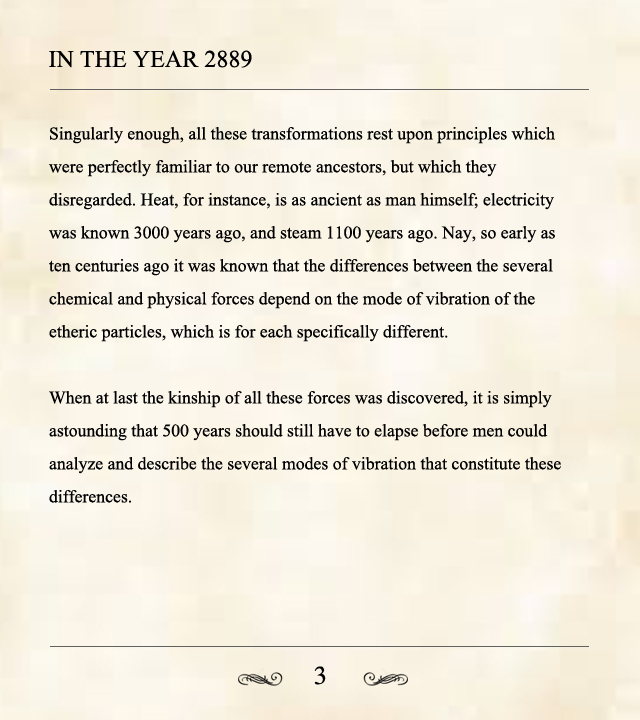 IN THE YEAR 2889
Singularly enough, all these transformations rest upon principles which
were perfectly familiar to our remote ancestors, but which they
disregarded. Heat, for instance, is as ancient as man himself; electricity
was known 3000 years ago, and steam 1100 years ago. Nay, so early as
ten centuries ago it was known that the differences between the several
chemical and physical forces depend on the mode of vibration of the
etheric particles, which is for each specifically different.
When at last the kinship of all these forces was discovered, it is simply
astounding that 500 years should still have to elapse before men could
analyze and describe the several modes of vibration that constitute these
differences.
3